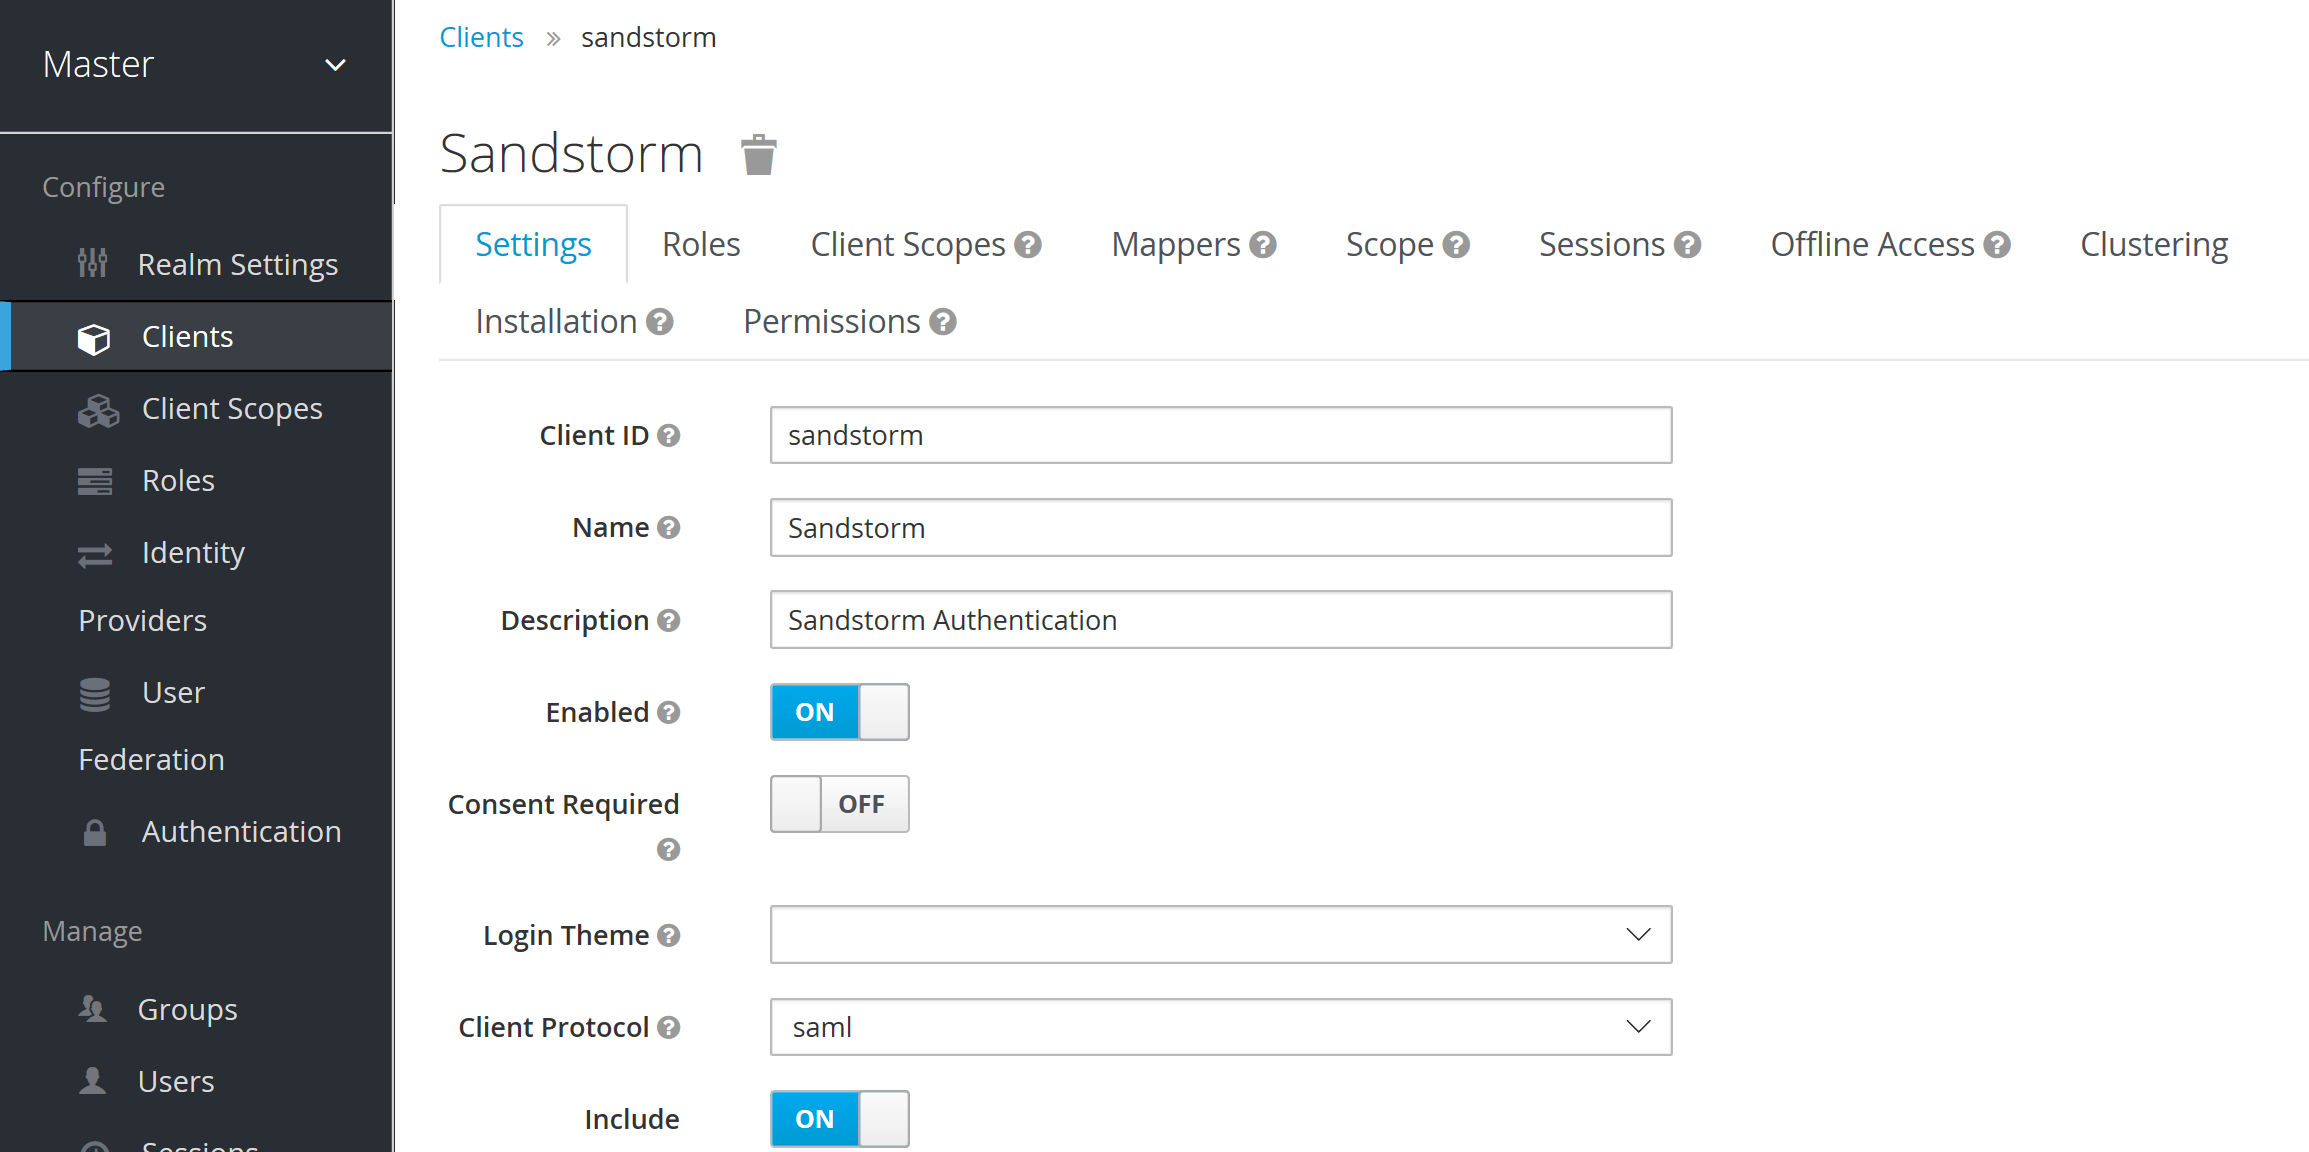 Master
Configure
Realm Settings
Clients
Client Scopes
Roles
Identity
Providers
User
Federation
Authentication
Manage
Groups
Users
Sessions
Clients » sandstorm
Sandstorm
Settings Roles Client Scopes Mappers Scope Sessions Offline Access Clustering
Installation Permissions
Client ID sandstorm
Name Sandstorm
Description Sandstorm Authentication
Enabled ON
Consent Required OFF
Login Theme
Client Protocol saml
Include ON